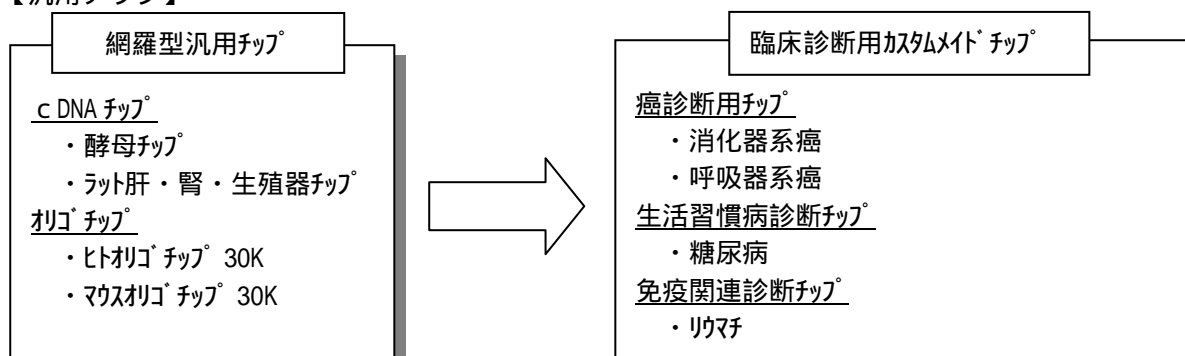 【汎用チップ】
網羅型汎用ﾁｯﾌﾟ
ｃDNA ﾁｯﾌﾟ
・酵母ﾁｯﾌﾟ
・ﾗｯﾄ肝・腎・生殖器ﾁｯﾌﾟ
ｵﾘｺﾞﾁｯﾌﾟ
・ﾋﾄｵﾘｺﾞﾁｯﾌﾟ 30K
・ﾏｳｽｵﾘｺﾞﾁｯﾌﾟ 30K
臨床診断用ｶｽﾀﾑﾒｲﾄﾞﾁｯﾌﾟ
癌診断用ﾁｯﾌﾟ
・消化器系癌
・呼吸器系癌
生活習慣病診断ﾁｯﾌﾟ
・糖尿病
免疫関連診断ﾁｯﾌﾟ
・ﾘｳﾏﾁ